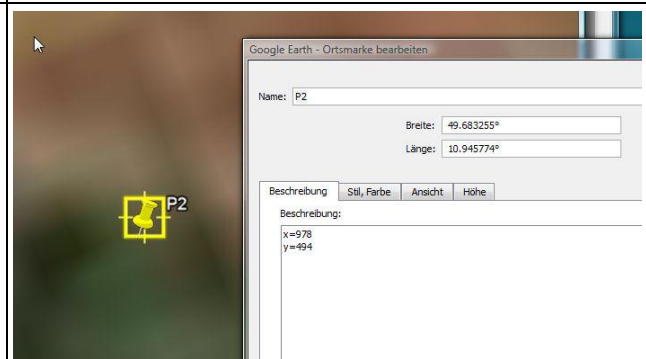 Google Earth - Ortsmarke bearbeiten
Name: P2
Breite: 49.683255°
Länge: 10.945774°
P2
Beschreibung Stil, Farbe Ansicht Höhe
Beschreibung:
x=978
y=494